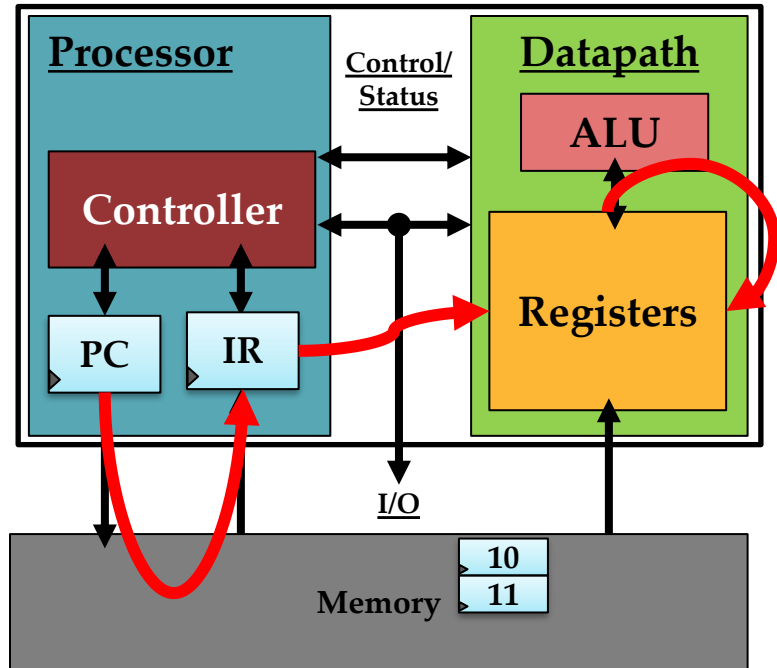 Processor
Control/
Status
Datapath
ALU
Controller
Registers
PC
IR
I/O
10
11
Memory